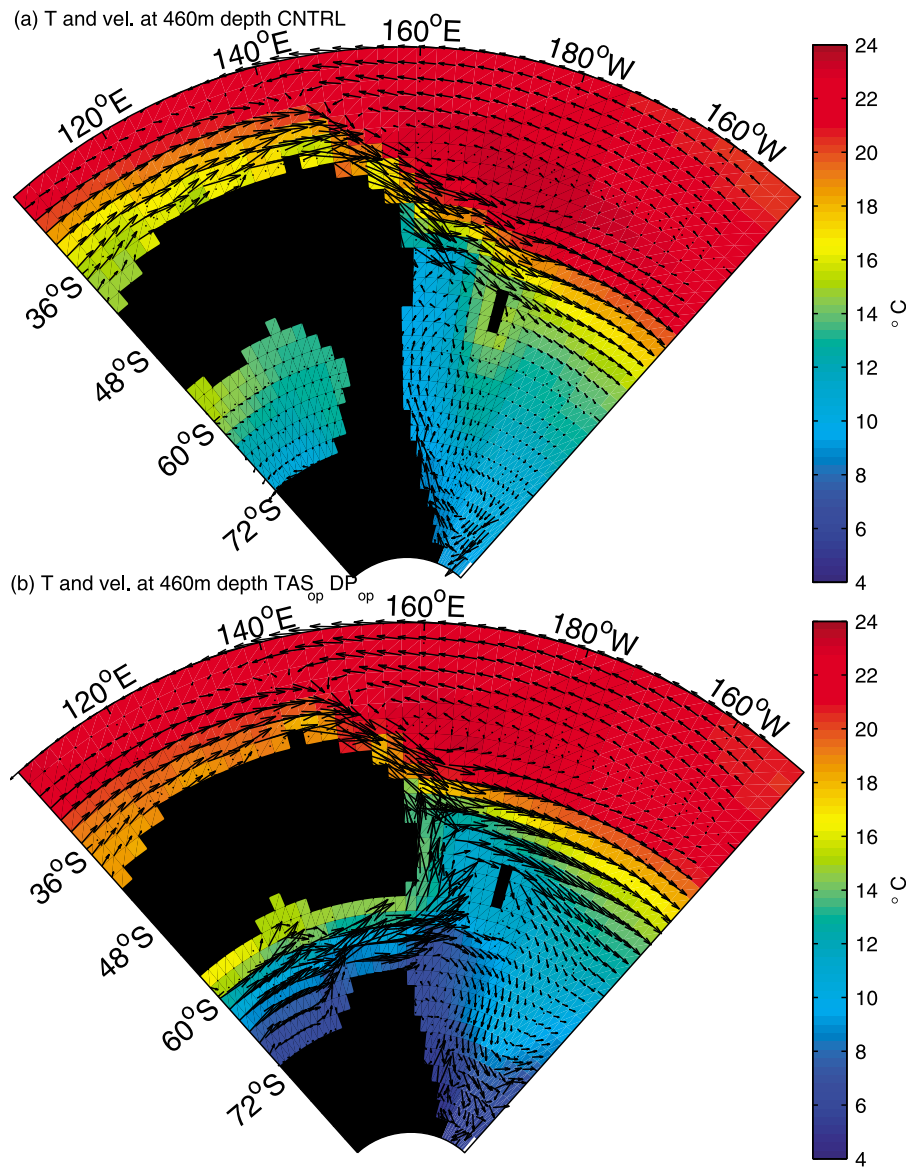 (a) T and vel. at 460m depth CNTRL
120°E
140°E
160°E
180°W
160°W
36°S
48°S
60°S
72°S
24
22
20
18
16
14
12
10
8
6
4
°C
(b) T and vel. at 460m depth TAS_op DP_op
120°E
140°E
160°E
180°W
160°W
36°S
48°S
60°S
72°S
24
22
20
18
16
14
12
10
8
6
4
°C